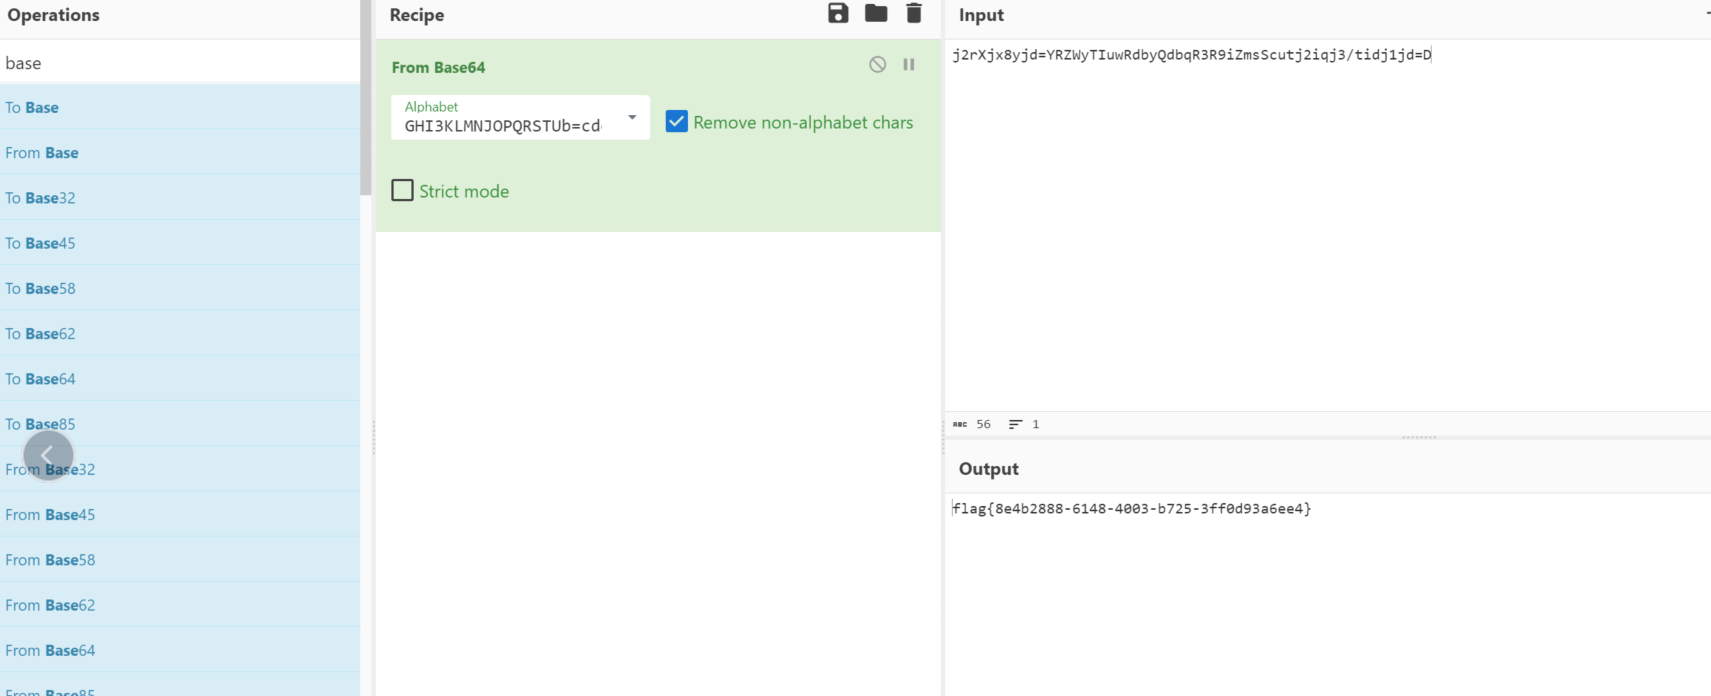 Operations
base
To Base
From Base
To Base32
To Base45
To Base58
To Base62
To Base64
To Base85
From Base32
From Base45
From Base58
From Base62
From Base64
From Base85
Recipe
From Base64
Alphabet
GHI3KLMNJOPQRSTUb=cd
Remove non-alphabet chars
Strict mode
Input
j2rXjx8yjd=YRZWyTIuwRdbyQdbqR3R9iZmsScutj2iqj3/tidj1jd=D
ABC 56 1
Output
flag{8e4b2888-6148-4003-b725-3ff0d93a6ee4}